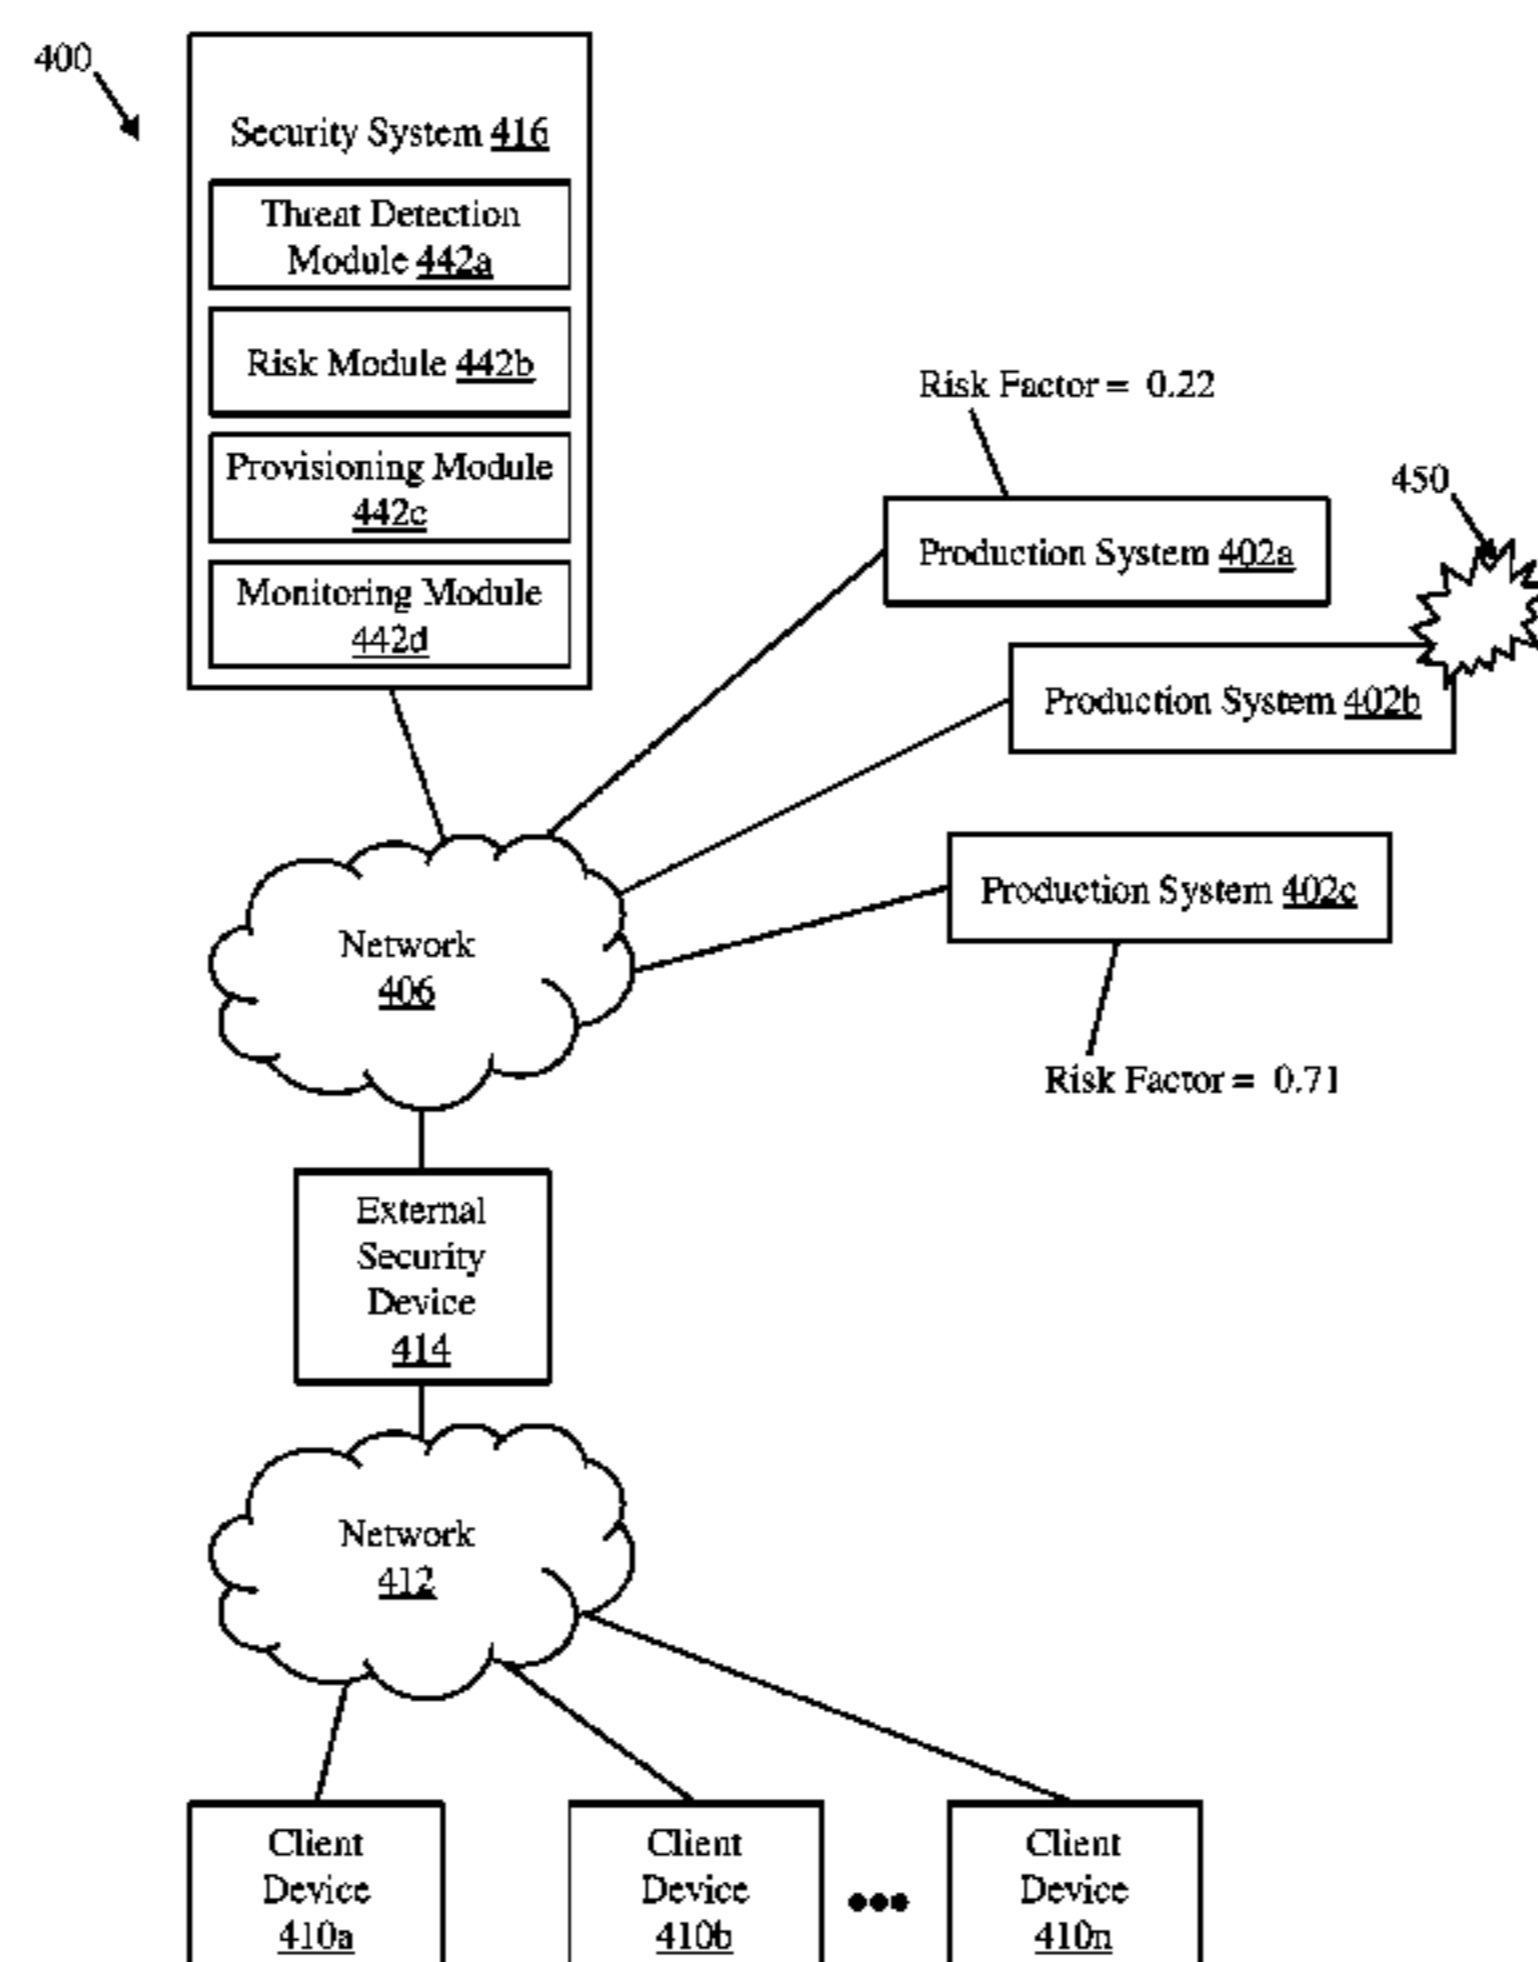 400
Security System 416
Threat Detection
Module 442a
Risk Module 442b
Provisioning Module
442c
Monitoring Module
442d
Risk Factor = 0.22
450
Production System 402a
Production System 402b
Production System 402c
Risk Factor = 0.71
Network
406
External
Security
Device
414
Network
412
Client
Device
410a
Client
Device
410b
Client
Device
410n